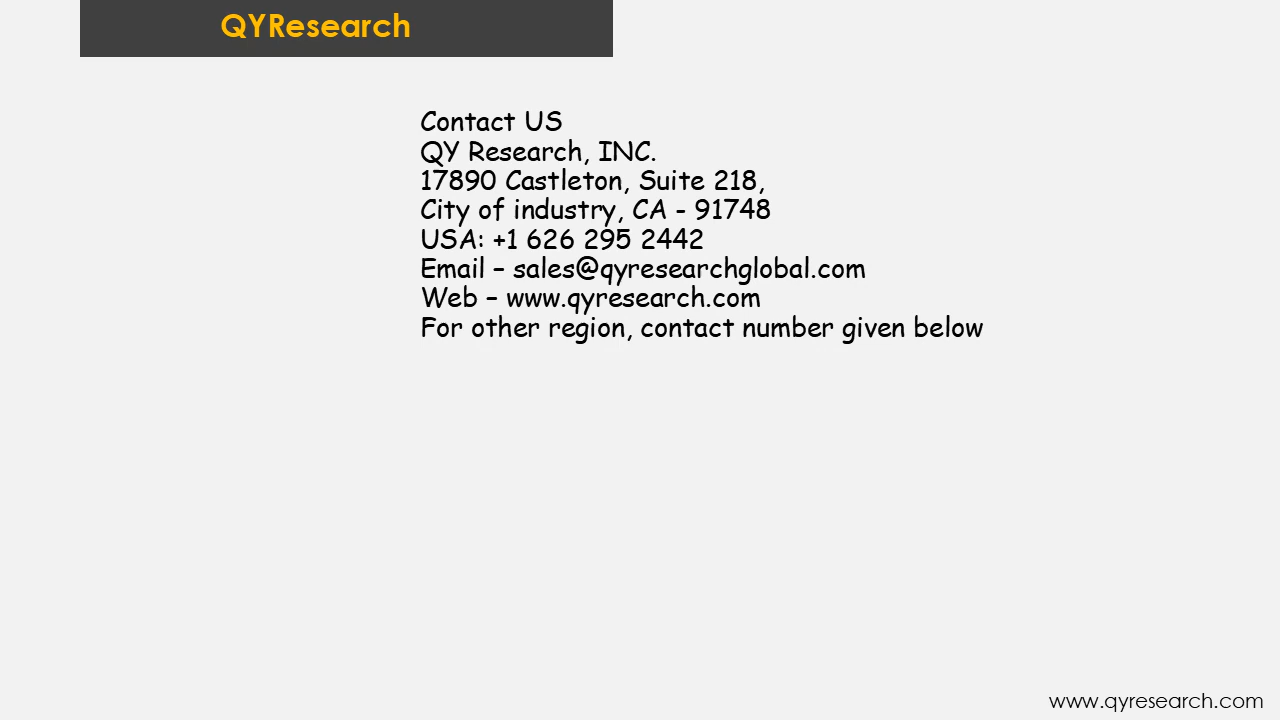 QYResearch
Contact US
QY Research, INC.
17890 Castleton, Suite 218,
City of industry, CA - 91748
USA: +1 626 295 2442
Email – sales@qyresearchglobal.com
Web – www.qyresearch.com
For other region, contact number given below
www.qyresearch.com